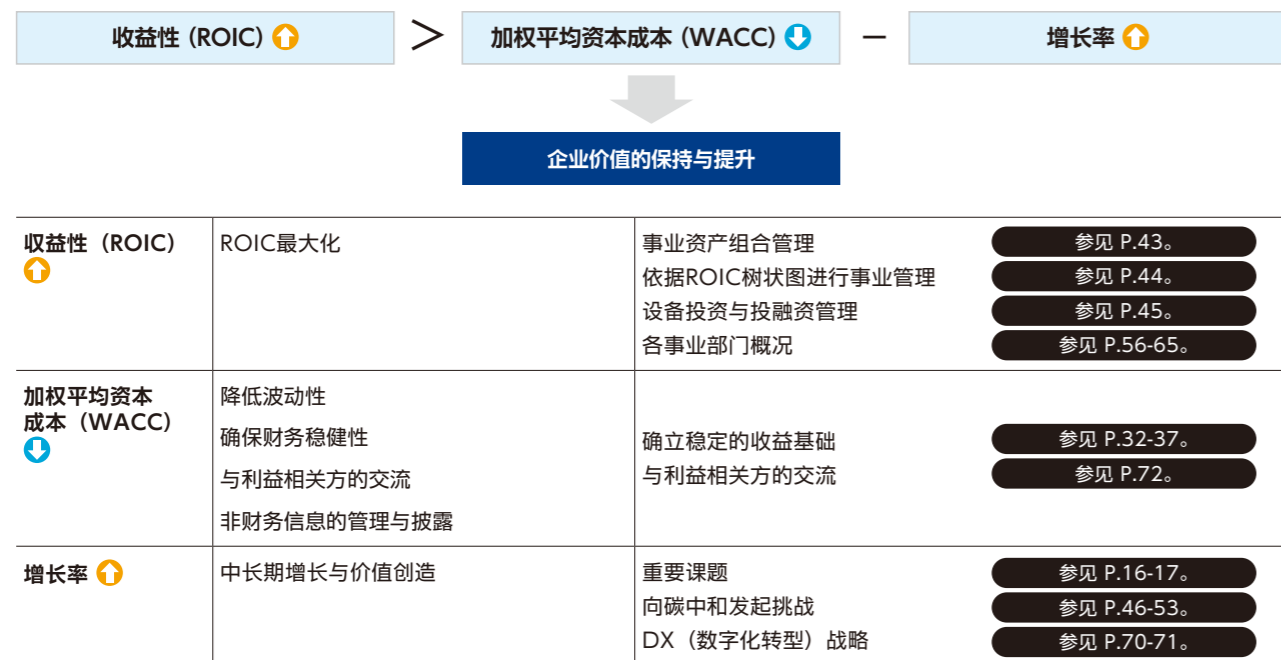 收益性（ROIC） ＞ 加权平均资本成本（WACC） － 增长率
企业价值的保持与提升
收益性（ROIC）
ROIC最大化
事业资产组合管理 参见 P.43。
依据ROIC树状图进行事业管理 参见 P.44。
设备投资与投融资管理 参见 P.45。
各事业部门概况 参见 P.56-65。
加权平均资本
成本（WACC）
降低波动性
确保财务稳健性
与利益相关方的交流
非财务信息的管理与披露
确立稳定的收益基础 参见 P.32-37。
与利益相关方的交流 参见 P.72。
增长率
中长期增长与价值创造
重要课题 参见 P.16-17。
向碳中和发起挑战 参见 P.46-53。
DX（数字化转型）战略 参见 P.70-71。